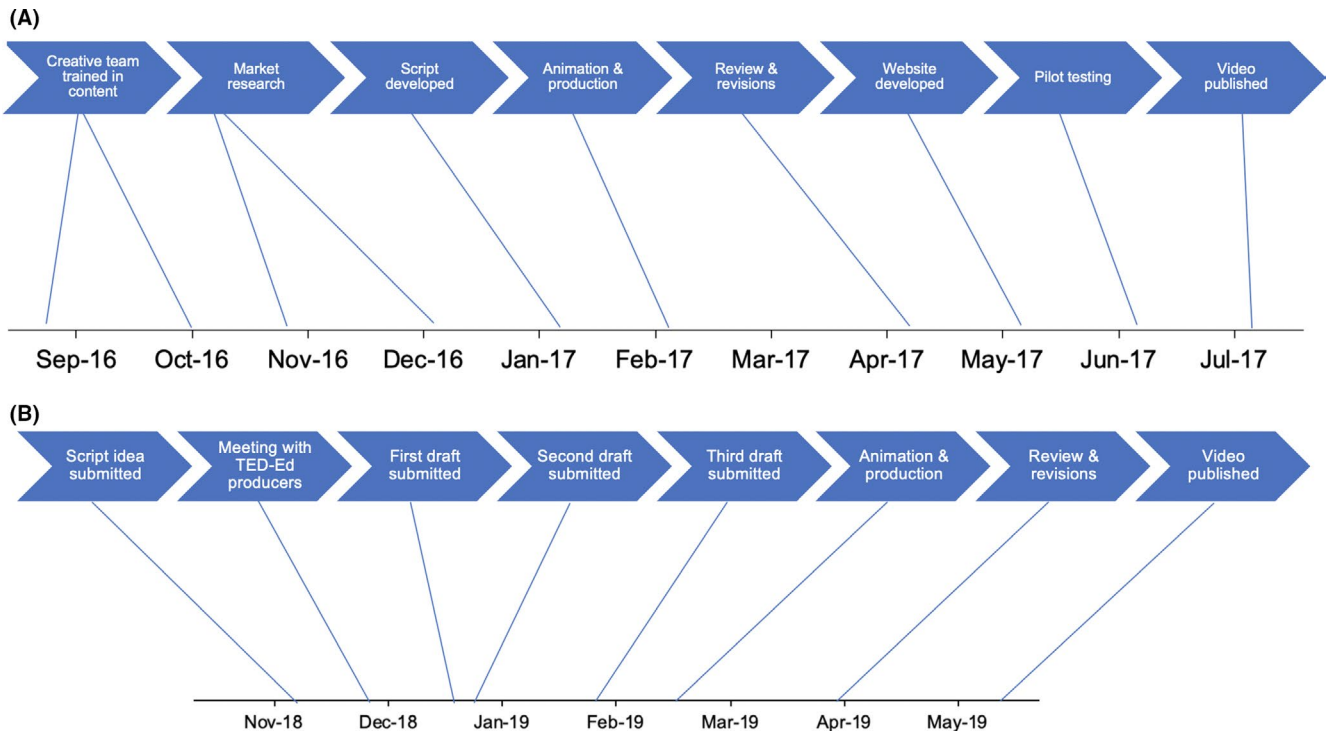 (A)
Creative team
trained in
content
Market
research
Script
developed
Animation &
production
Review &
revisions
Website
developed
Pilot testing
Video
published
Sep-16 Oct-16 Nov-16 Dec-16 Jan-17 Feb-17 Mar-17 Apr-17 May-17 Jun-17 Jul-17
(B)
Script idea
submitted
Meeting with
TED-Ed
producers
First draft
submitted
Second draft
submitted
Third draft
submitted
Animation &
production
Review &
revisions
Video
published
Nov-18 Dec-18 Jan-19 Feb-19 Mar-19 Apr-19 May-19